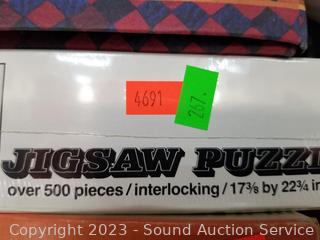 4691
267.
JIGSAW PUZZL
over 500 pieces / interlocking / 17⅜ by 22¾ in
Copyright 2023 - Sound Auction Service